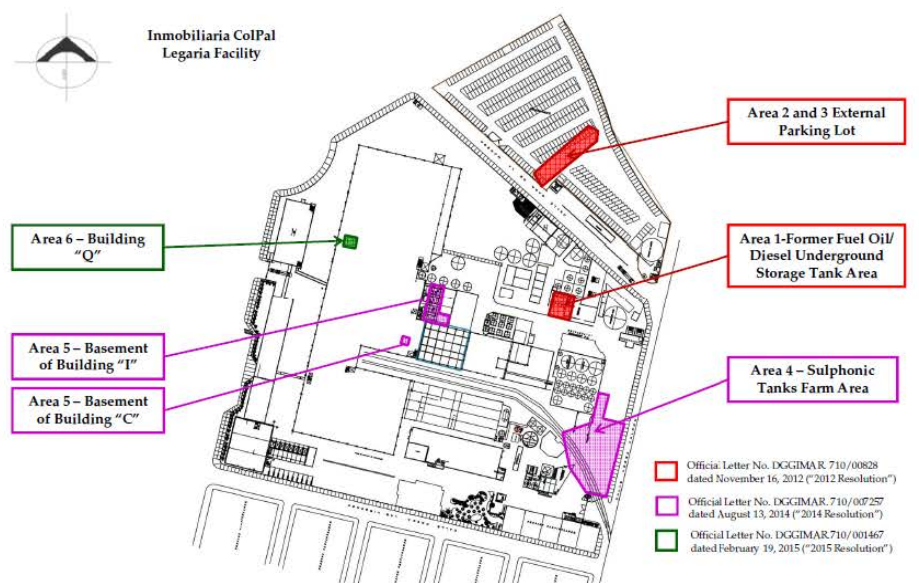 Inmobiliaria ColPal
Legaria Facility
Area 2 and 3 External
Parking Lot
Area 6 – Building
"Q"
Area 1-Former Fuel Oil/
Diesel Underground
Storage Tank Area
Area 5 – Basement
of Building "I"
Area 4 – Sulphonic
Tanks Farm Area
Area 5 – Basement
of Building "C"
Official Letter No. DGGIMAR. 710/00828
dated November 16, 2012 ("2012 Resolution")
Official Letter No. DGGIMAR. 710/007257
dated August 13, 2014 ("2014 Resolution")
Official Letter No. DGGIMAR.710/001467
dated February 19, 2015 ("2015 Resolution")